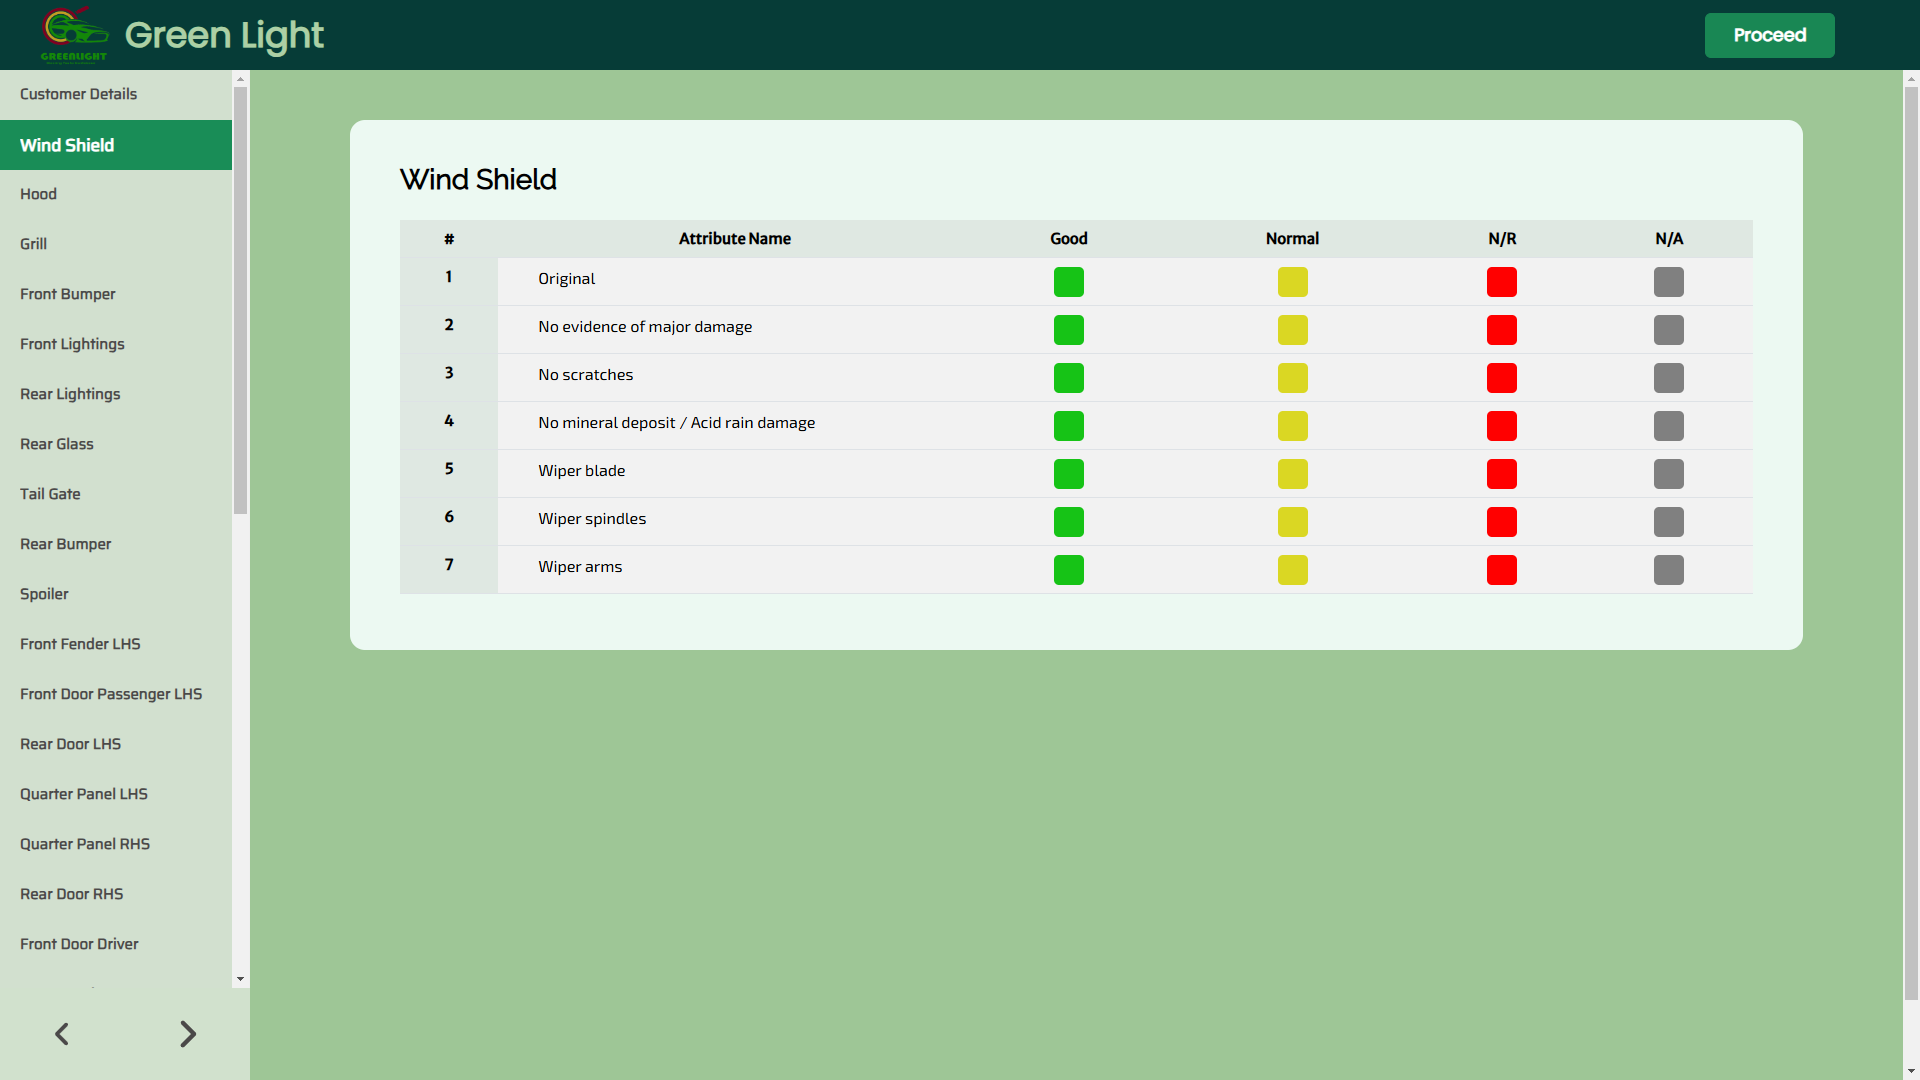 GREENLIGHT
Green Light
Proceed
Customer Details
Wind Shield
Hood
Grill
Front Bumper
Front Lightings
Rear Lightings
Rear Glass
Tail Gate
Rear Bumper
Spoiler
Front Fender LHS
Front Door Passenger LHS
Rear Door LHS
Quarter Panel LHS
Quarter Panel RHS
Rear Door RHS
Front Door Driver
Wind Shield
# Attribute Name Good Normal N/R N/A
1 Original
2 No evidence of major damage
3 No scratches
4 No mineral deposit / Acid rain damage
5 Wiper blade
6 Wiper spindles
7 Wiper arms